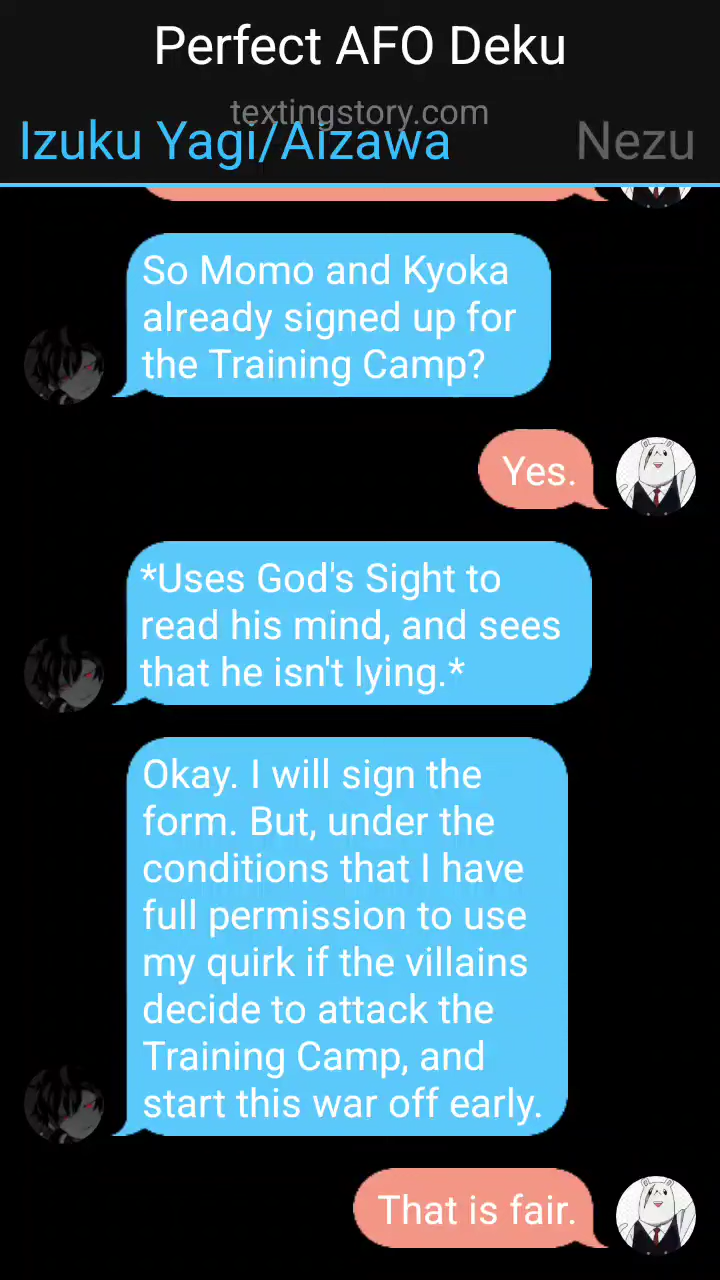 Perfect AFO Deku
textingstory.com
Izuku Yagi/Aizawa
Nezu
So Momo and Kyoka
already signed up for
the Training Camp?
Yes.
*Uses God's Sight to
read his mind, and sees
that he isn't lying.*
Okay. I will sign the
form. But, under the
conditions that I have
full permission to use
my quirk if the villains
decide to attack the
Training Camp, and
start this war off early.
That is fair.